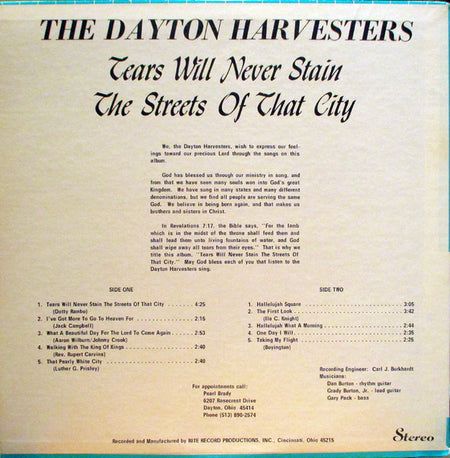 THE DAYTON HARVESTERS
Tears Will Never Stain
The Streets Of That City
We, the Dayton Harvesters, wish to express our feel-
ings toward our precious Lord through the songs on this
album.
God has blessed us through our ministry in song, and
from that we have seen many souls won into God's great
Kingdom. We have sung in many states and many different
denominations, but we find all people are serving the same
God. We believe in being born again, and that makes us
brothers and sisters in Christ.
In Revelations 7:17, the Bible says, "For the lamb
which is in the midst of the throne shall feed them and
shall lead them unto living fountains of water, and God
shall wipe away all tears from their eyes." That is why we
title this album, "Tears Will Never Stain The Streets Of
That City." May God bless each of you that listen to the
Dayton Harvesters sing.
SIDE ONE
1. Tears Will Never Stain The Streets Of That City 4:25
(Dotty Rambo)
2. I've Got More To Go To Heaven For 2:15
(Jack Campbell)
3. What A Beautiful Day For The Lord To Come Again 2:53
(Aaron Wilburn/Johnny Crook)
4. Walking With The King Of Kings 2:40
(Rev. Rupert Carvins)
5. That Pearly White City 2:40
(Luther G. Prisley)
SIDE TWO
1. Hallelujah Square 3:05
2. The First Look 3:42
(Ila C. Knight)
3. Hallelujah What A Morning 2:44
4. One Day I Will 2:35
5. Taking My Flight 2:25
(Boyington)
For appointments call:
Pearl Brady
6207 Rosecrest Drive
Dayton, Ohio 45414
Phone (513) 890-2574
Recording Engineer: Carl J. Burkhardt
Musicians:
Dan Burton - rhythm guitar
Grady Burton, Jr. - lead guitar
Gary Pack - bass
Recorded and Manufactured by RITE RECORD PRODUCTIONS, INC., Cincinnati, Ohio 45215
Stereo